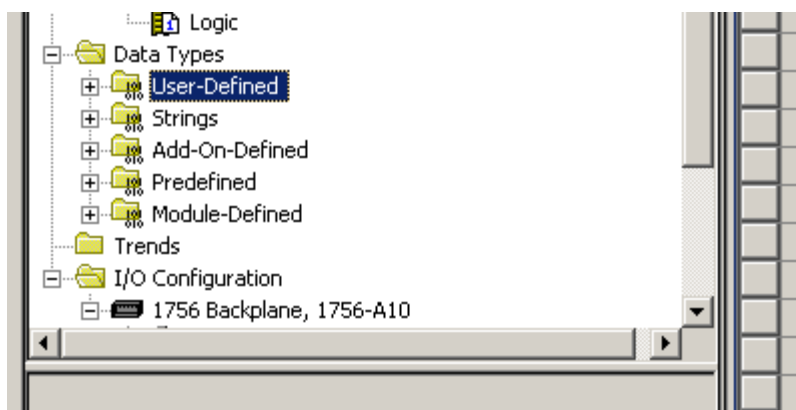 Logic
Data Types
User-Defined
Strings
Add-On-Defined
Predefined
Module-Defined
Trends
I/O Configuration
1756 Backplane, 1756-A10